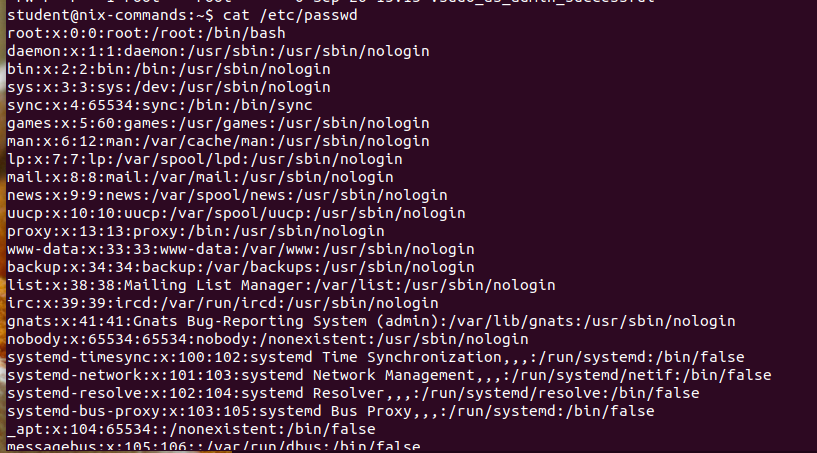 student@nix-commands:~$ cat /etc/passwd
root:x:0:0:root:/root:/bin/bash
daemon:x:1:1:daemon:/usr/sbin:/usr/sbin/nologin
bin:x:2:2:bin:/bin:/usr/sbin/nologin
sys:x:3:3:sys:/dev:/usr/sbin/nologin
sync:x:4:65534:sync:/bin:/bin/sync
games:x:5:60:games:/usr/games:/usr/sbin/nologin
man:x:6:12:man:/var/cache/man:/usr/sbin/nologin
lp:x:7:7:lp:/var/spool/lpd:/usr/sbin/nologin
mail:x:8:8:mail:/var/mail:/usr/sbin/nologin
news:x:9:9:news:/var/spool/news:/usr/sbin/nologin
uucp:x:10:10:uucp:/var/spool/uucp:/usr/sbin/nologin
proxy:x:13:13:proxy:/bin:/usr/sbin/nologin
www-data:x:33:33:www-data:/var/www:/usr/sbin/nologin
backup:x:34:34:backup:/var/backups:/usr/sbin/nologin
list:x:38:38:Mailing List Manager:/var/list:/usr/sbin/nologin
irc:x:39:39:ircd:/var/run/ircd:/usr/sbin/nologin
gnats:x:41:41:Gnats Bug-Reporting System (admin):/var/lib/gnats:/usr/sbin/nologin
nobody:x:65534:65534:nobody:/nonexistent:/usr/sbin/nologin
systemd-timesync:x:100:102:systemd Time Synchronization,,,:/run/systemd:/bin/false
systemd-network:x:101:103:systemd Network Management,,,:/run/systemd/netif:/bin/false
systemd-resolve:x:102:104:systemd Resolver,,,:/run/systemd/resolve:/bin/false
systemd-bus-proxy:x:103:105:systemd Bus Proxy,,,:/run/systemd:/bin/false
_apt:x:104:65534::/nonexistent:/bin/false
messagebus:x:105:106::/var/run/dbus:/bin/false